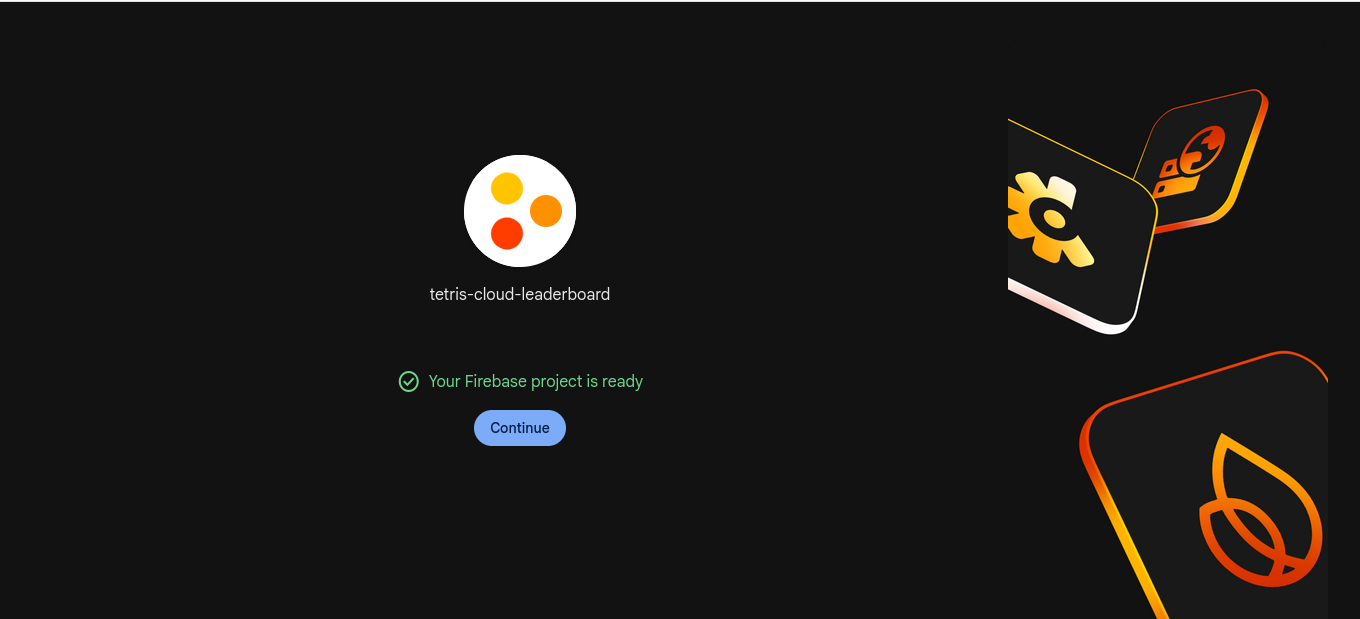 tetris-cloud-leaderboard
Your Firebase project is ready
Continue